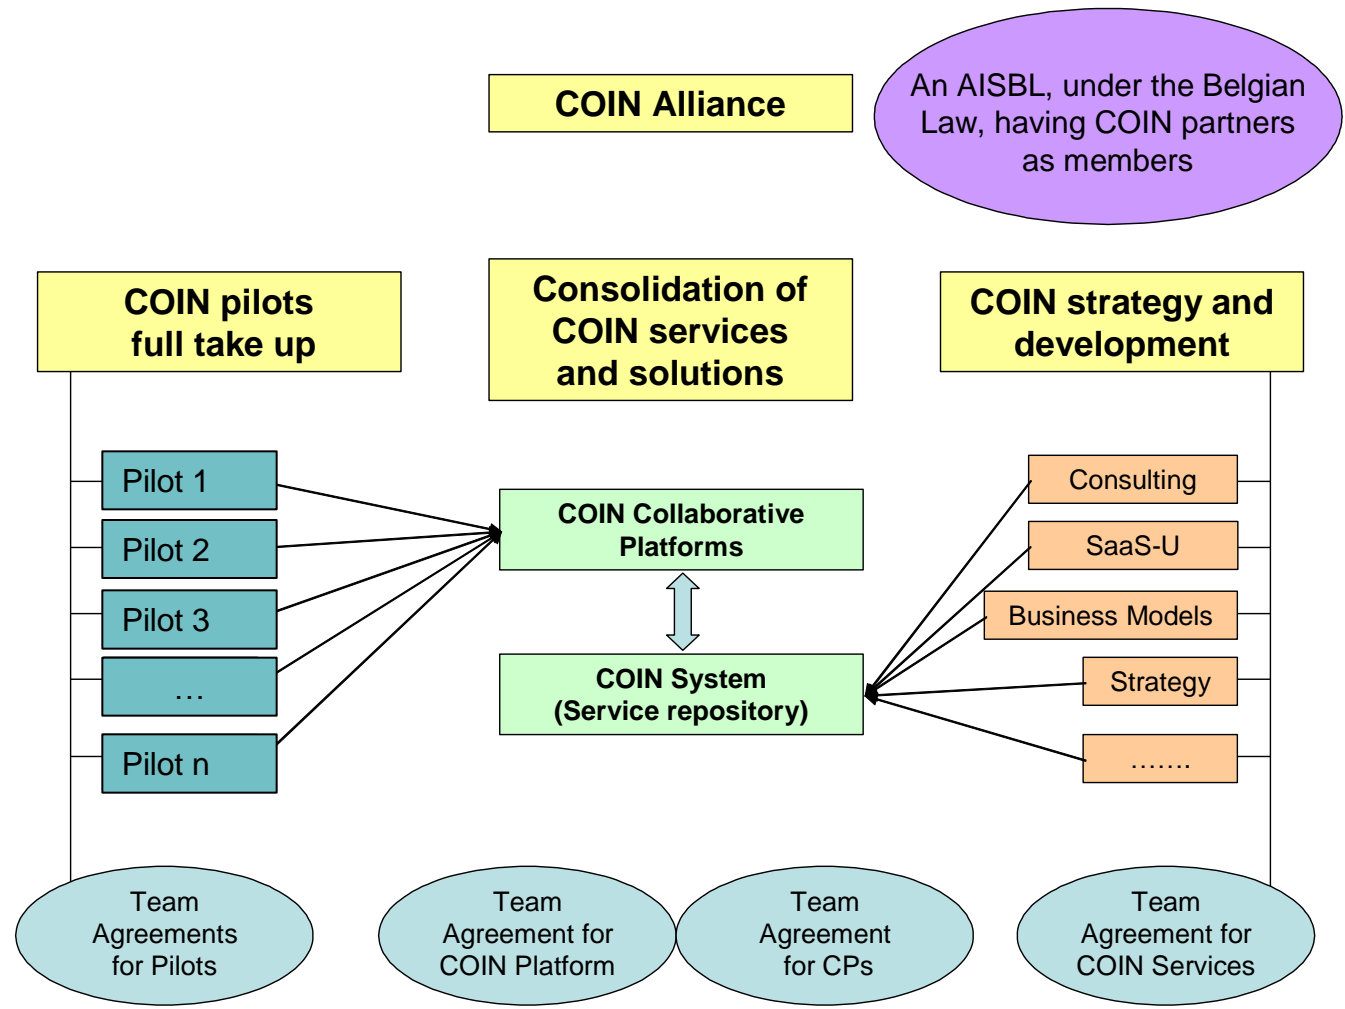 COIN Alliance
An AISBL, under the Belgian
Law, having COIN partners
as members
COIN pilots
full take up
Consolidation of
COIN services
and solutions
COIN strategy and
development
Pilot 1
Pilot 2
Pilot 3
...
Pilot n
COIN Collaborative
Platforms
COIN System
(Service repository)
Consulting
SaaS-U
Business Models
Strategy
.......
Team
Agreements
for Pilots
Team
Agreement for
COIN Platform
Team
Agreement
for CPs
Team
Agreement for
COIN Services